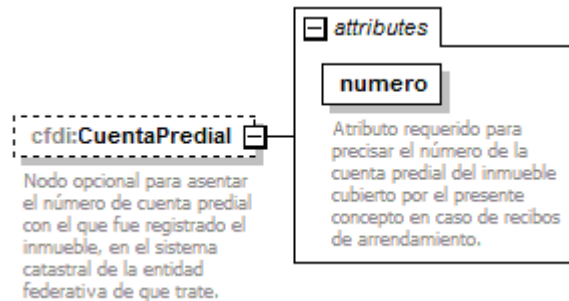 attributes
numero
Atributo requerido para
precisar el número de la
cuenta predial del inmueble
cubierto por el presente
concepto en caso de recibos
de arrendamiento.
cfdi:CuentaPredial
Nodo opcional para asentar
el número de cuenta predial
con el que fue registrado el
inmueble, en el sistema
catastral de la entidad
federativa de que trate.